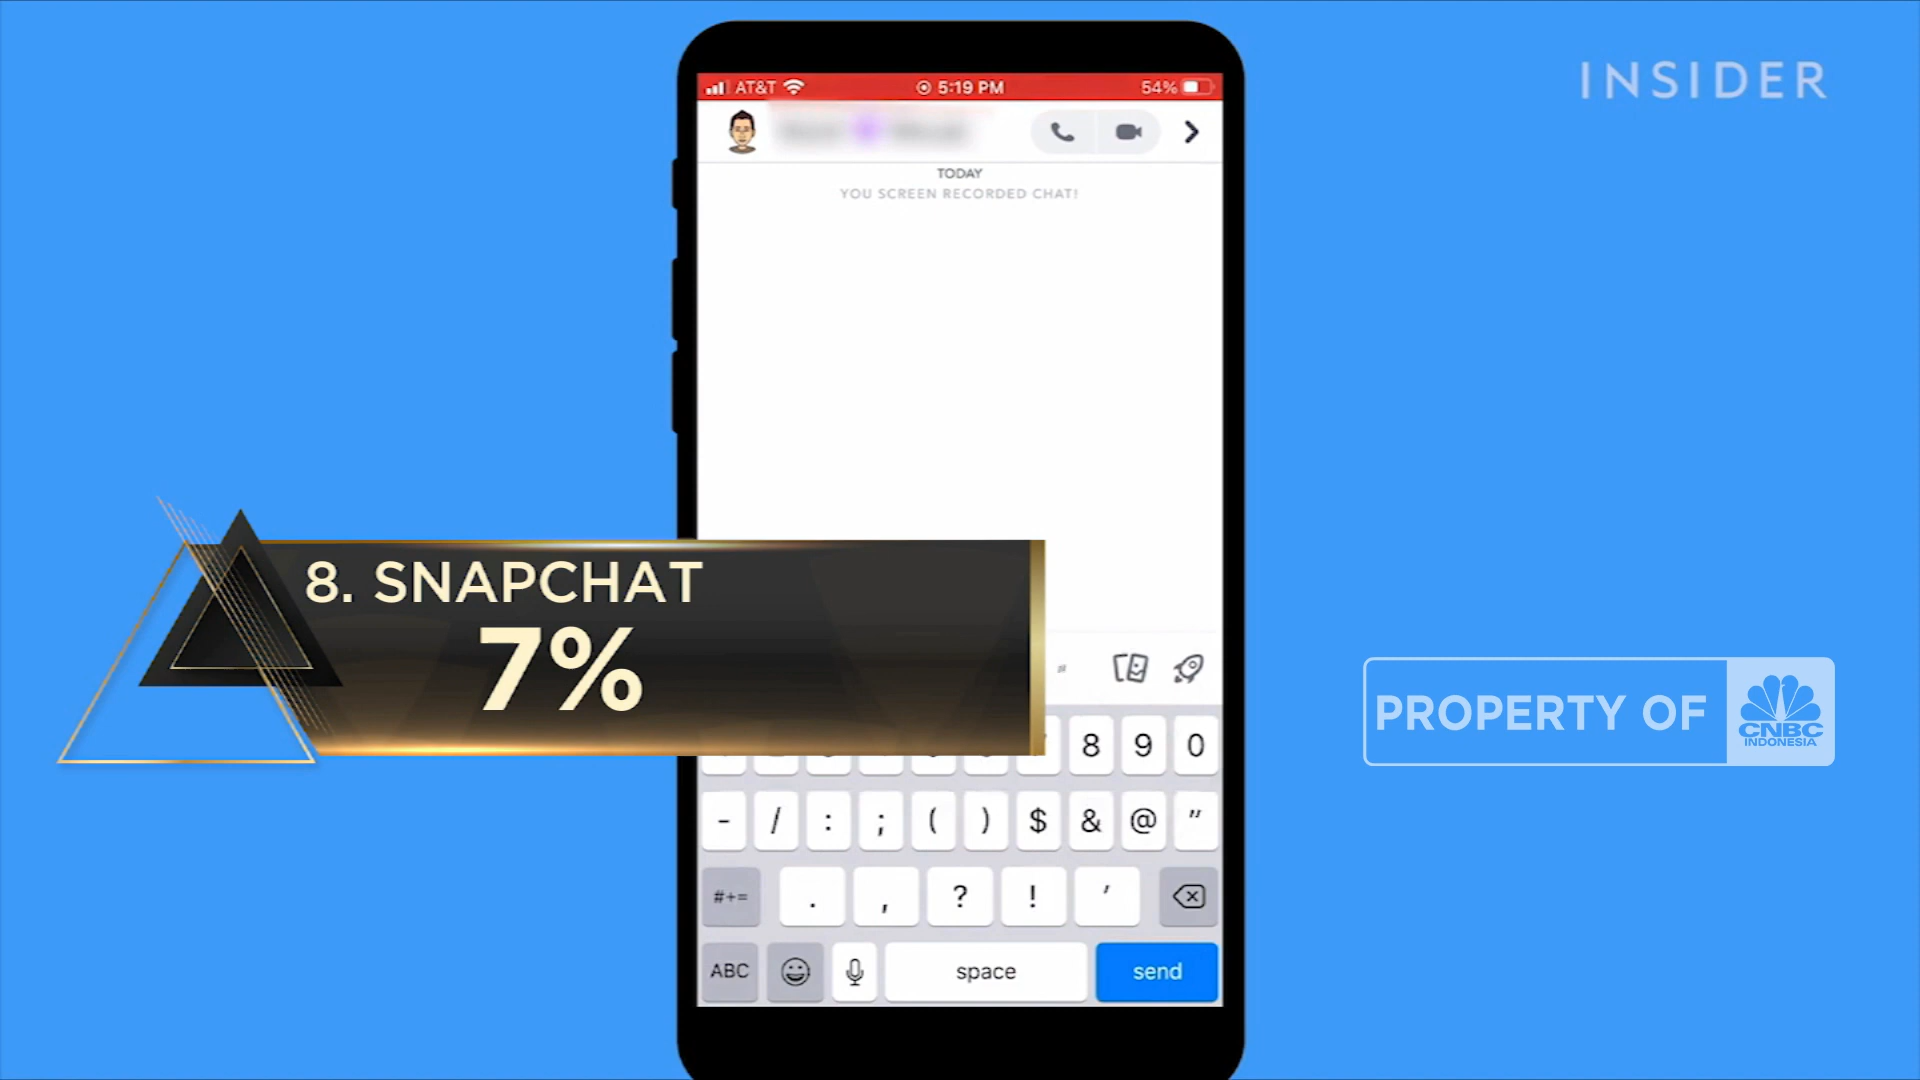 INSIDER
AT&T 5:19 PM 54%
TODAY
YOU SCREEN RECORDED CHAT!
8. SNAPCHAT
7%
PROPERTY OF CNBC INDONESIA
8 9 0
- / : ; ( ) $ & @ "
#+= . , ? ! '
ABC space send